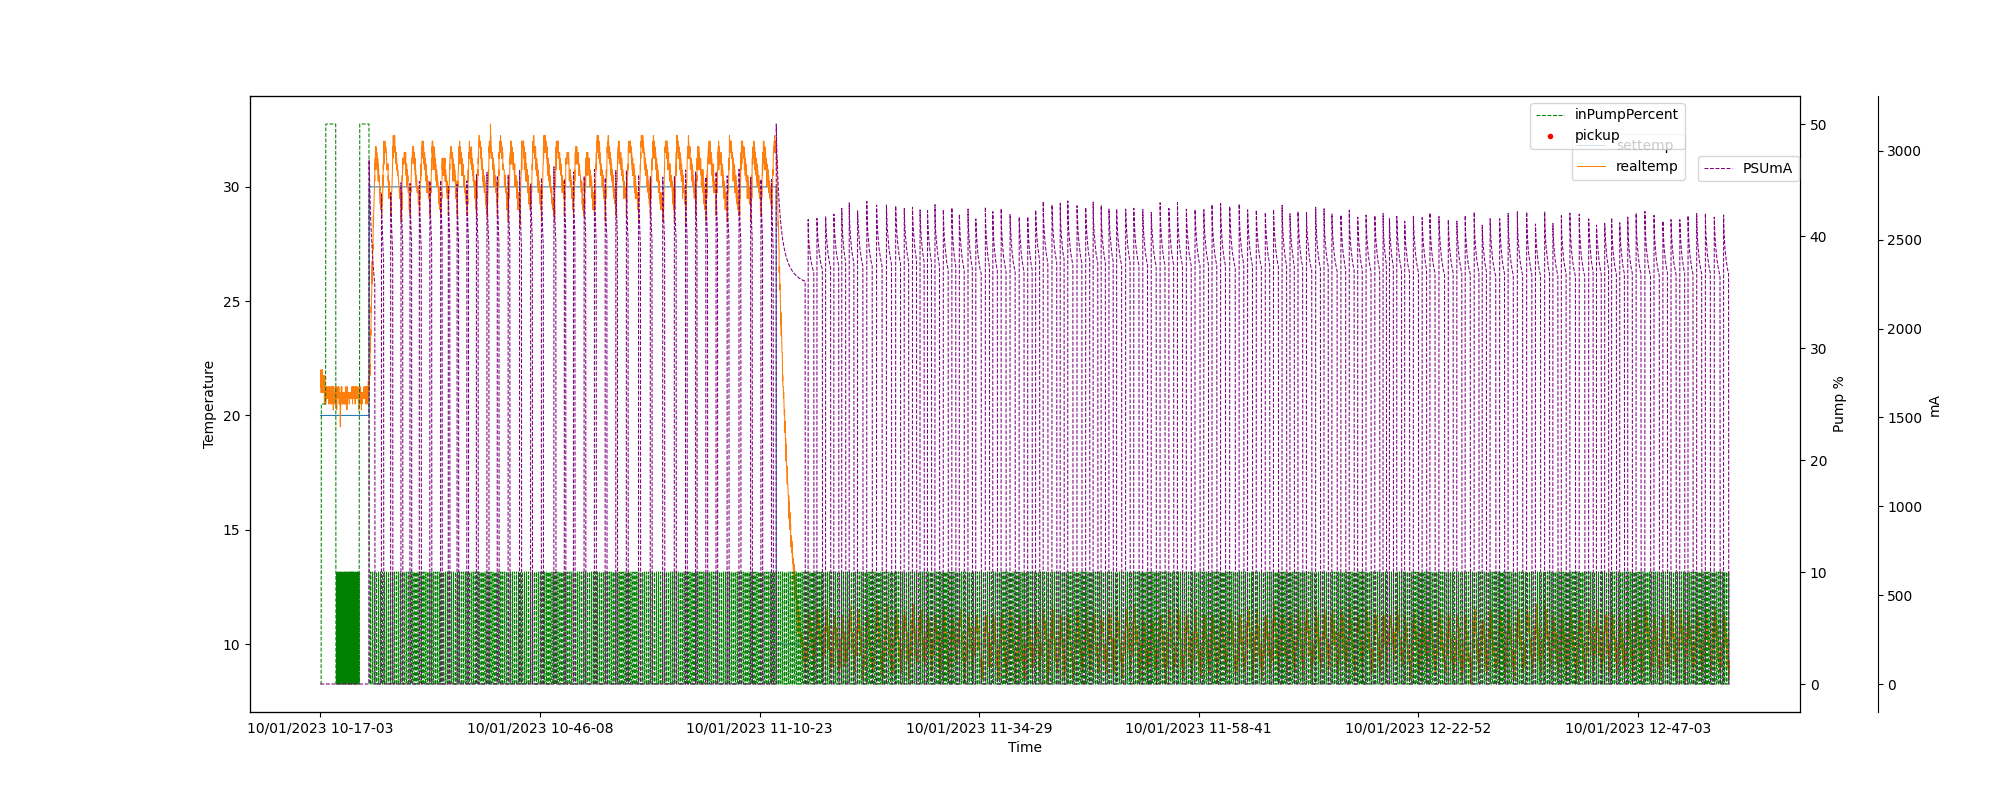 inPumpPercent
pickup
settemp
realtemp
PSUmA
30
25
20
15
10
Temperature
50
40
30
20
10
0
Pump %
3000
2500
2000
1500
1000
500
0
mA
10/01/2023 10-17-03
10/01/2023 10-46-08
10/01/2023 11-10-23
10/01/2023 11-34-29
10/01/2023 11-58-41
10/01/2023 12-22-52
10/01/2023 12-47-03
Time